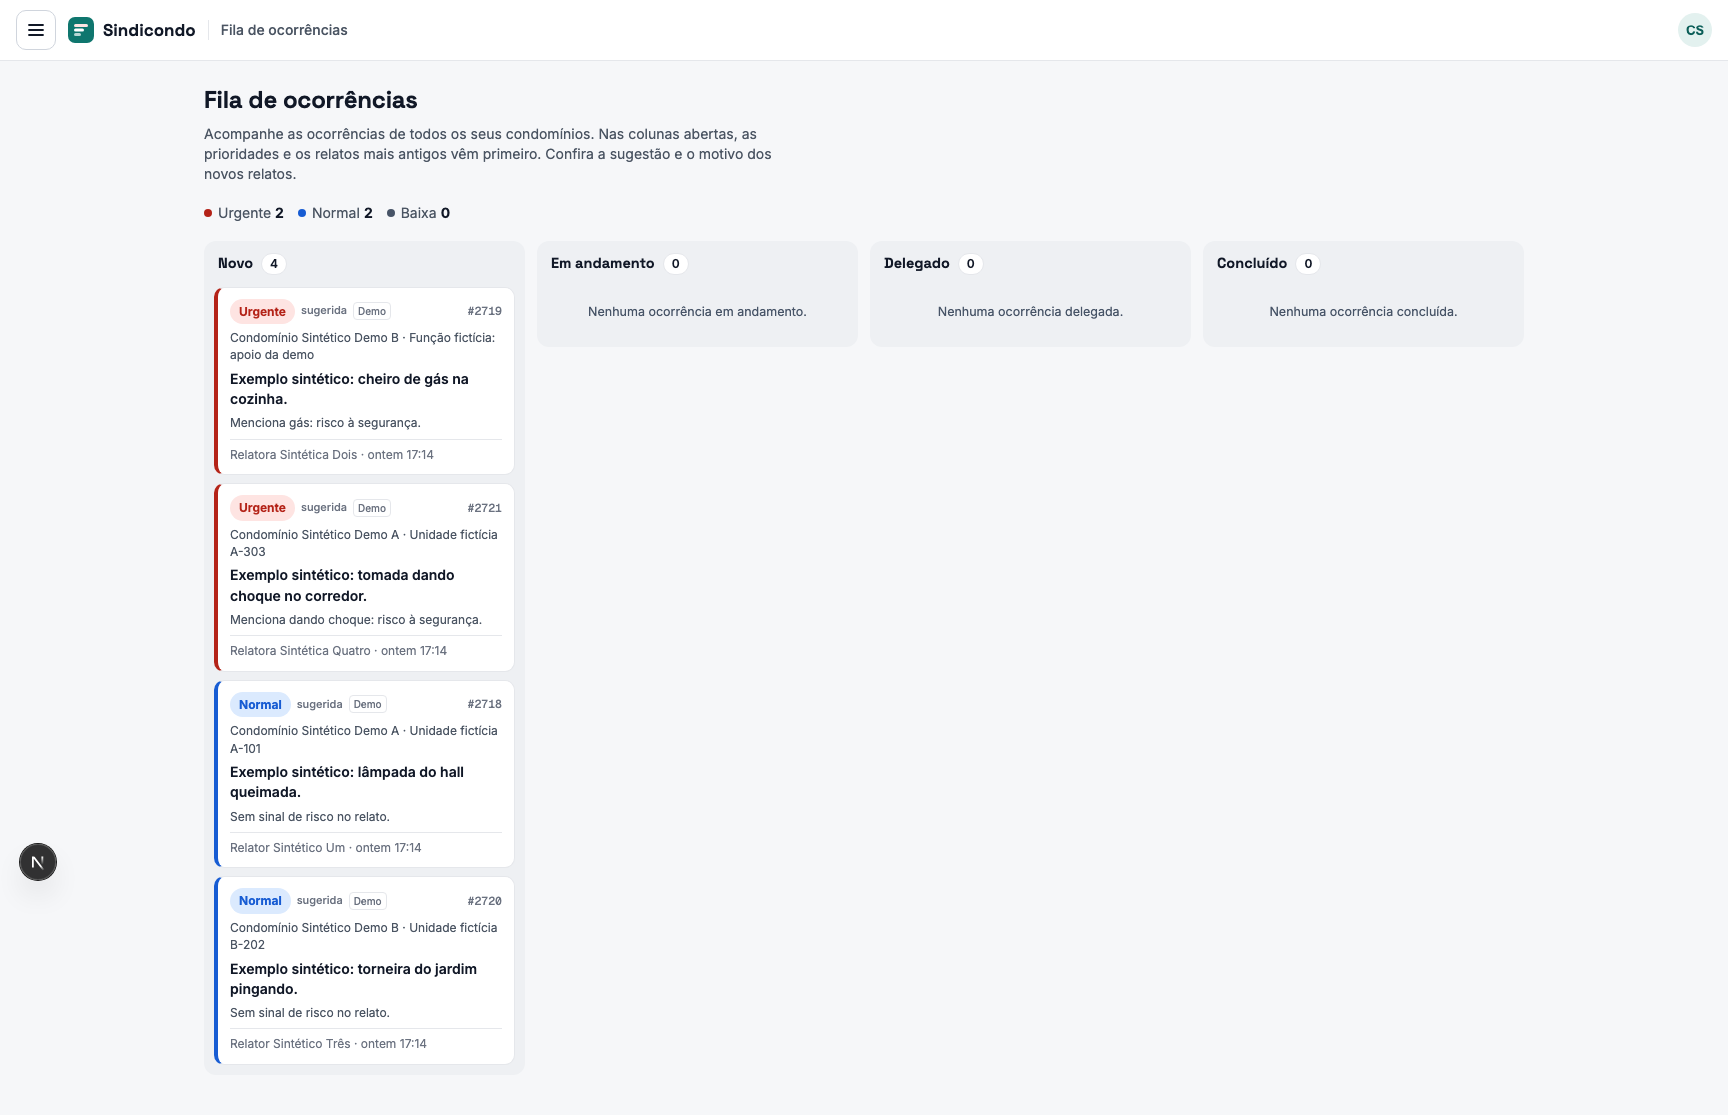 Sindicondo
Fila de ocorrências
CS
Fila de ocorrências
Acompanhe as ocorrências de todos os seus condomínios. Nas colunas abertas, as
prioridades e os relatos mais antigos vêm primeiro. Confira a sugestão e o motivo dos
novos relatos.
Urgente 2 Normal 2 Baixa 0
Novo 4
Urgente sugerida Demo #2719
Condomínio Sintético Demo B · Função fictícia:
apoio da demo
Exemplo sintético: cheiro de gás na
cozinha.
Menciona gás: risco à segurança.
Relatora Sintética Dois · ontem 17:14
Urgente sugerida Demo #2721
Condomínio Sintético Demo A · Unidade fictícia
A-303
Exemplo sintético: tomada dando
choque no corredor.
Menciona dando choque: risco à segurança.
Relatora Sintética Quatro · ontem 17:14
Normal sugerida Demo #2718
Condomínio Sintético Demo A · Unidade fictícia
A-101
Exemplo sintético: lâmpada do hall
queimada.
Sem sinal de risco no relato.
Relator Sintético Um · ontem 17:14
Normal sugerida Demo #2720
Condomínio Sintético Demo B · Unidade fictícia
B-202
Exemplo sintético: torneira do jardim
pingando.
Sem sinal de risco no relato.
Relator Sintético Três · ontem 17:14
Em andamento 0
Nenhuma ocorrência em andamento.
Delegado 0
Nenhuma ocorrência delegada.
Concluído 0
Nenhuma ocorrência concluída.
N